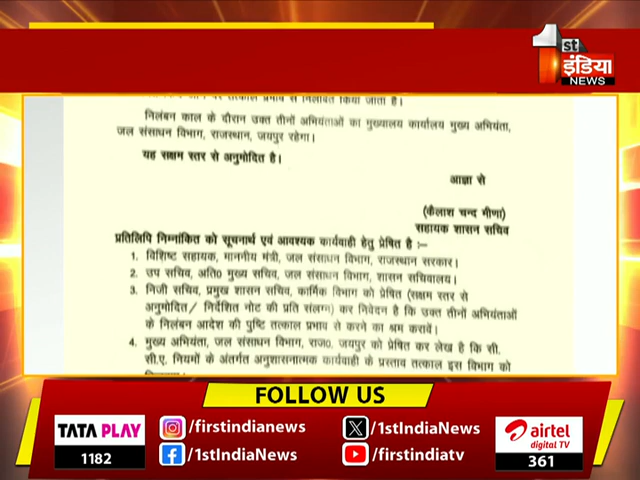 1st
इंडिया
NEWS
से निलंबित किया जाता है।
निलंबन काल के दौरान उक्त तीनों अभियंताओं का मुख्यालय कार्यालय मुख्य अभियंता,
जल संसाधन विभाग, राजस्थान, जयपुर रहेगा।
यह सक्षम स्तर से अनुमोदित है।
आज्ञा से
(कैलाश चन्द मीणा)
सहायक शासन सचिव
प्रतिलिपि निम्नांकित को सूचनार्थ एवं आवश्यक कार्यवाही हेतु प्रेषित है :-
1. विशिष्ट सहायक, माननीय मंत्री, जल संसाधन विभाग, राजस्थान सरकार।
2. उप सचिव, अति0 मुख्य सचिव, जल संसाधन विभाग, शासन सचिवालय।
3. निजी सचिव, प्रमुख शासन सचिव, कार्मिक विभाग को प्रेषित (सक्षम स्तर से
अनुमोदित/ निर्देशित नोट की प्रति संलग्न) कर निवेदन है कि उक्त तीनों अभियंताओं
के निलंबन आदेश की पुष्टि तत्काल प्रभाव से करने का श्रम करावें।
4. मुख्य अभियंता, जल संसाधन विभाग, राज0. जयपुर को प्रेषित कर लेख है कि सी.
सी.ए. नियमों के अंतर्गत अनुशासनात्मक कार्यवाही के प्रस्ताव तत्काल इस विभाग को
FOLLOW US
TATA PLAY
1182
/firstindianews
/1stIndiaNews
/1stIndiaNews
/firstindiatv
airtel
digital TV
361